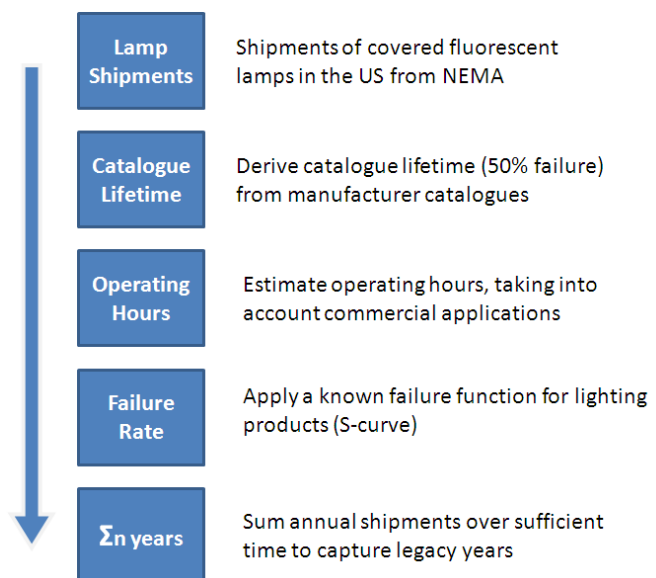 Lamp
Shipments
Shipments of covered fluorescent
lamps in the US from NEMA
Catalogue
Lifetime
Derive catalogue lifetime (50% failure)
from manufacturer catalogues
Operating
Hours
Estimate operating hours, taking into
account commercial applications
Failure
Rate
Apply a known failure function for lighting
products (S-curve)
Σn years
Sum annual shipments over sufficient
time to capture legacy years